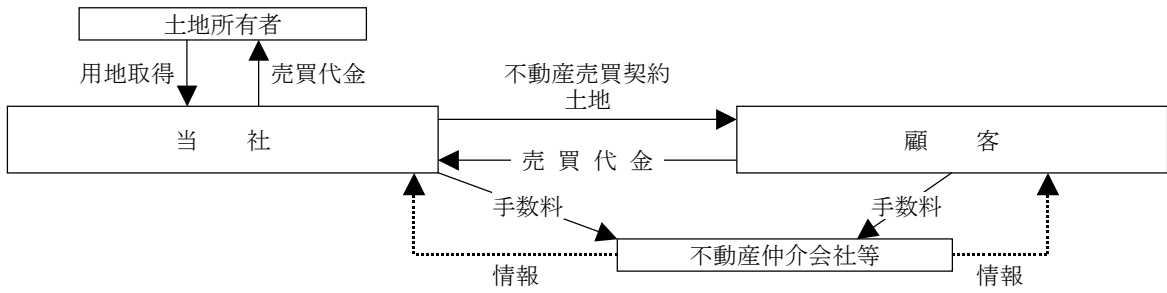 土地所有者
用地取得
売買代金
不動産売買契約
土地
当 社
顧 客
売 買 代 金
手数料
手数料
不動産仲介会社等
情報
情報